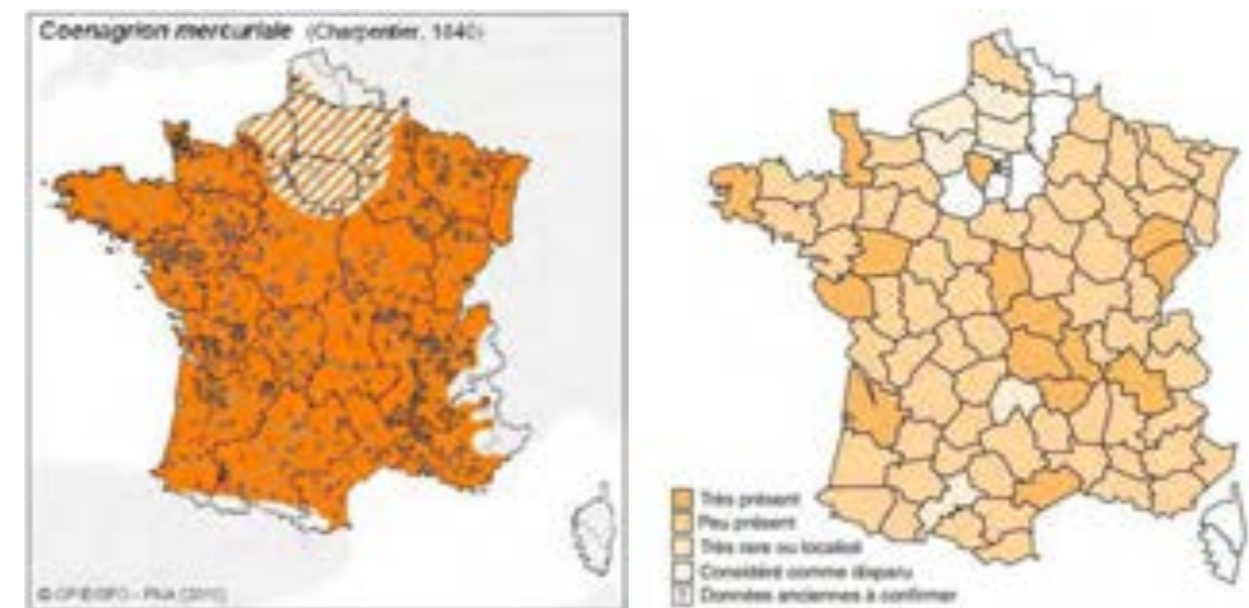 Coenagrion mercuriale (Charpentier, 1840)
Très présent
Peu présent
Très rare ou localisé
Considéré comme disparu
? Données anciennes à confirmer